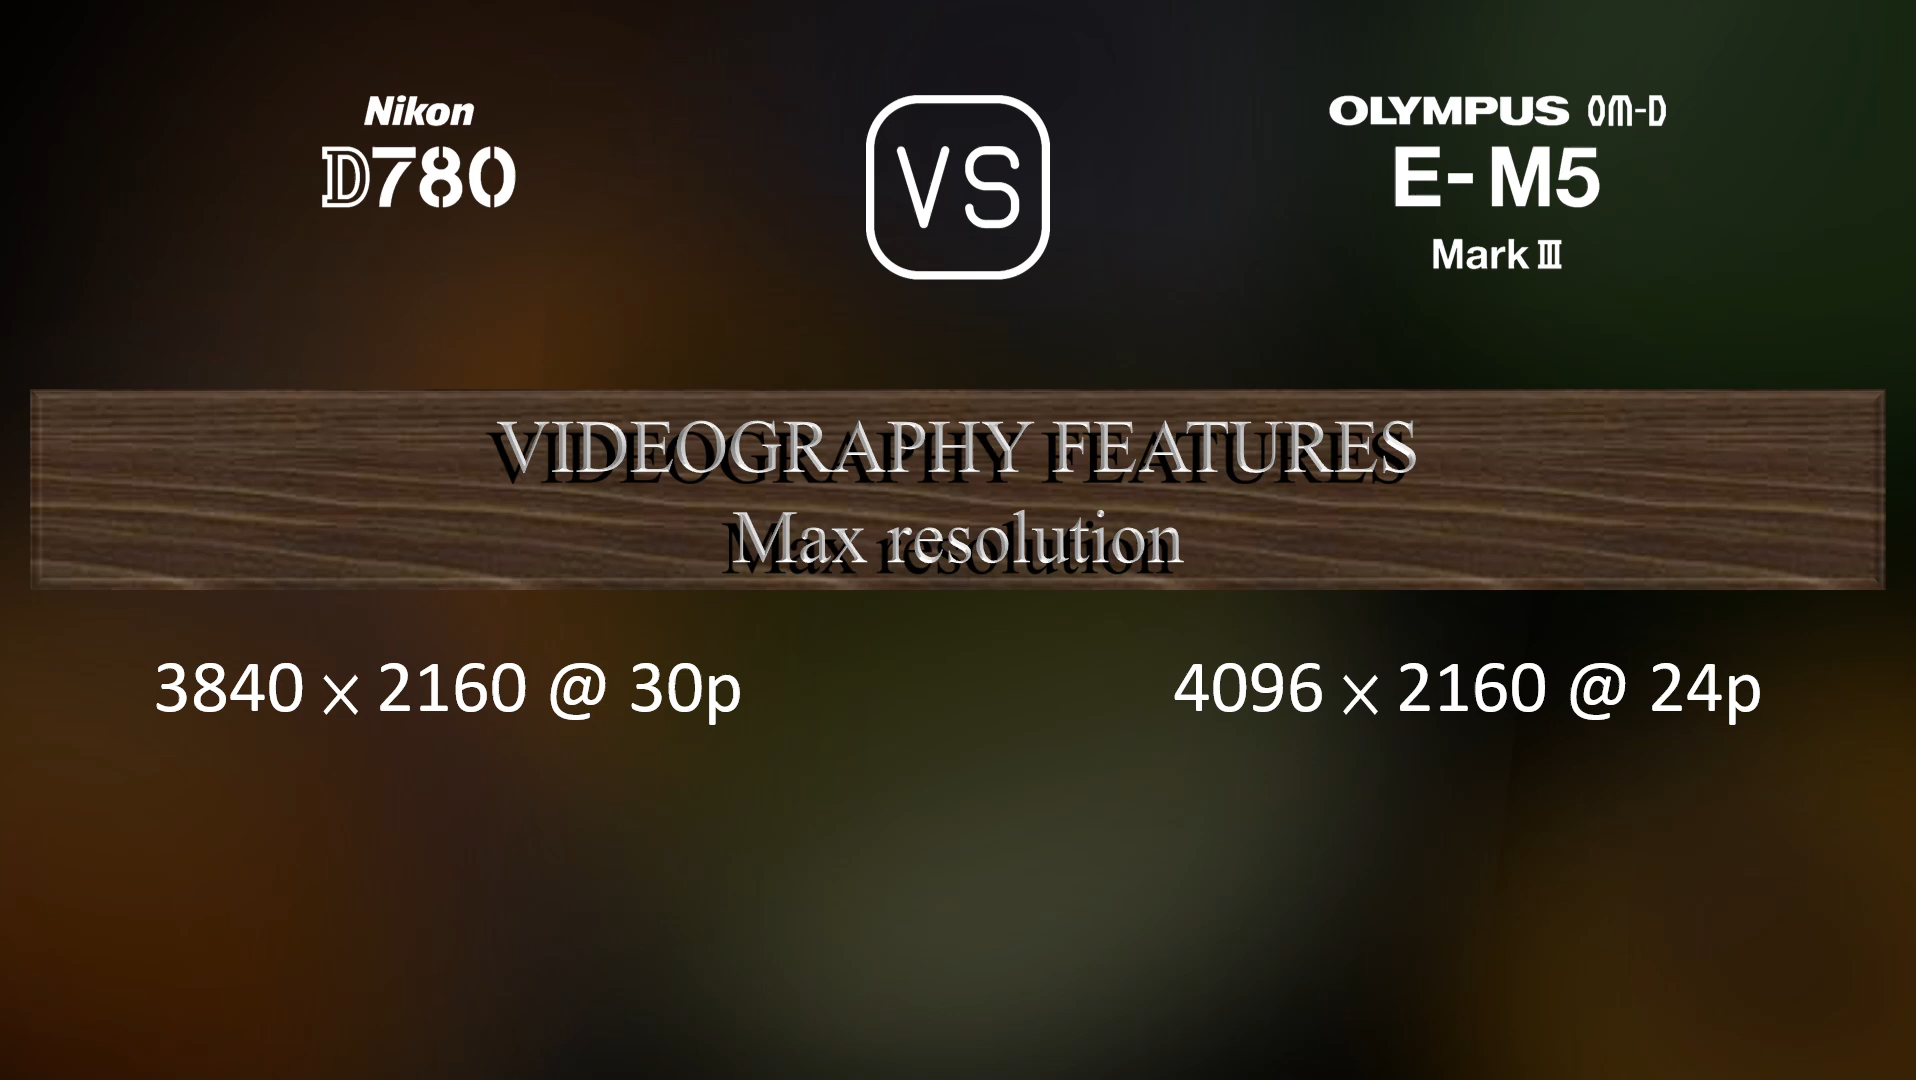 Nikon
D780
VS
OLYMPUS OM-D
E-M5
Mark III
VIDEOGRAPHY FEATURES
Max resolution
3840 x 2160 @ 30p
4096 x 2160 @ 24p